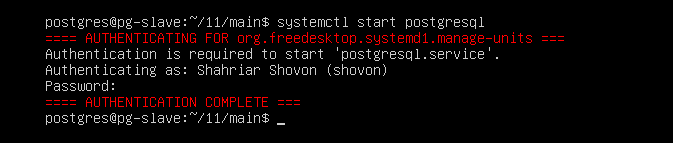 postgres@pg-slave:~/11/main$ systemctl start postgresql
==== AUTHENTICATING FOR org.freedesktop.systemd1.manage-units ===
Authentication is required to start 'postgresql.service'.
Authenticating as: Shahriar Shovon (shovon)
Password:
==== AUTHENTICATION COMPLETE ===
postgres@pg-slave:~/11/main$ _